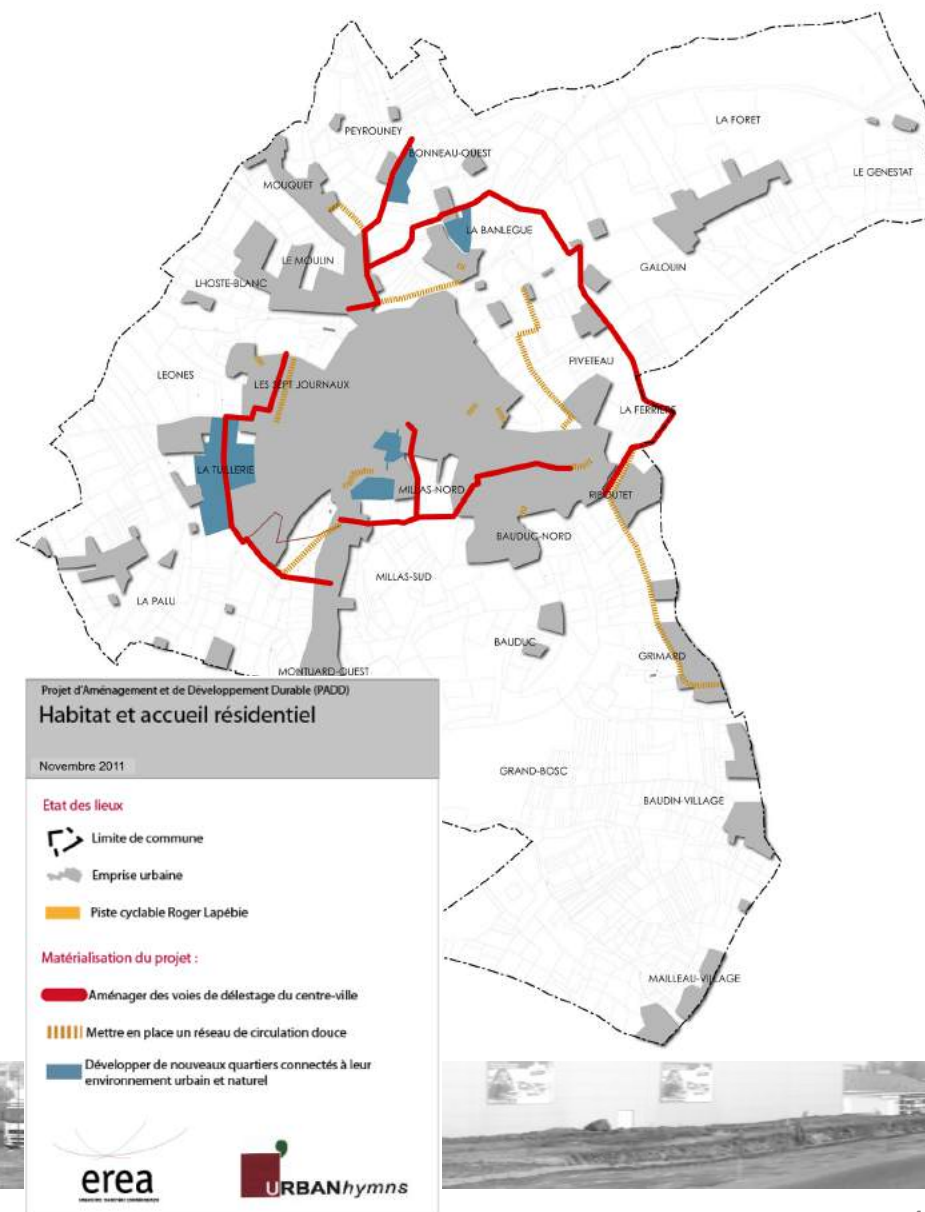 LA FORET
PEYROUNEY
BONNEAU-OUEST
LE GENESTAT
MOUQUET
LA BANLEGUE
LE MOULIN
GALOUIN
LHOSTE-BLANC
PIVETEAU
LEONES
LES SEPT JOURNAUX
LA FERRIERE
LA TUILLERIE
MILLAS-NORD
RIBOUTET
BAUDUC-NORD
MILLAS-SUD
LA PALU
BAUDUC
GRIMARD
MONTUARD-OUEST
GRAND-BOSC
BAUDIN-VILLAGE
MAILLEAU-VILLAGE
Projet d'Aménagement et de Développement Durable (PADD)
Habitat et accueil résidentiel
Novembre 2011
Etat des lieux
Limite de commune
Emprise urbaine
Piste cyclable Roger Lapébie
Matérialisation du projet :
Aménager des voies de délestage du centre-ville
Mettre en place un réseau de circulation douce
Développer de nouveaux quartiers connectés à leur
environnement urbain et naturel
erea
URBANhymns